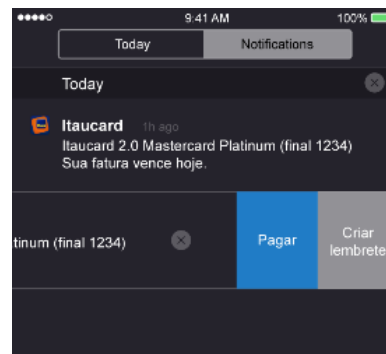 9:41 AM 100%
Today Notifications
Today
Itaucard 1h ago
Itaucard 2.0 Mastercard Platinum (final 1234)
Sua fatura vence hoje.
tinum (final 1234)
Pagar
Criar
lembrete